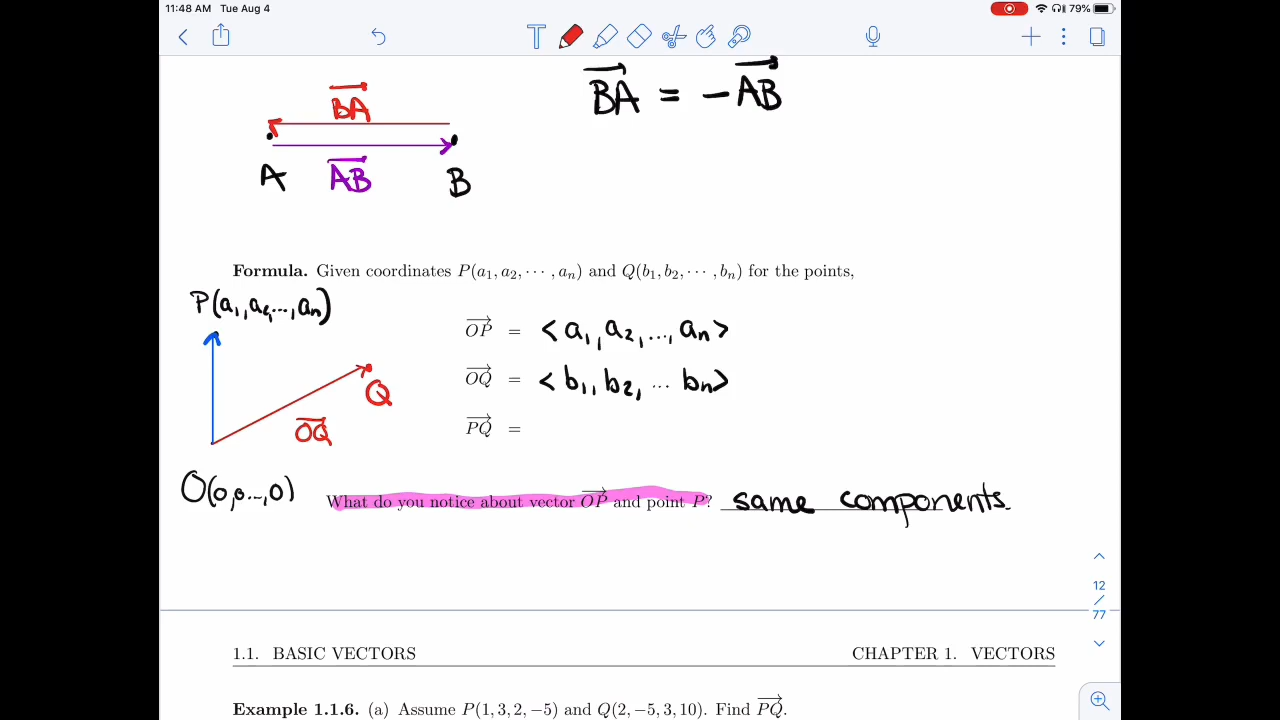 11:48 AM Tue Aug 4
79%
T
BA = -AB
BA
A AB B
Formula. Given coordinates P(a₁, a₂, ⋯ , aₙ) and Q(b₁, b₂, ⋯ , bₙ) for the points,
P(a₁, a₂, ..., aₙ)
OP = <a₁, a₂, ..., aₙ>
OQ = <b₁, b₂, ... bₙ>
Q
PQ =
OQ
O(0, 0..., 0)
What do you notice about vector OP and point P? same components.
12
/
77
1.1. BASIC VECTORS CHAPTER 1. VECTORS
Example 1.1.6. (a) Assume P(1, 3, 2, −5) and Q(2, −5, 3, 10). Find PQ.